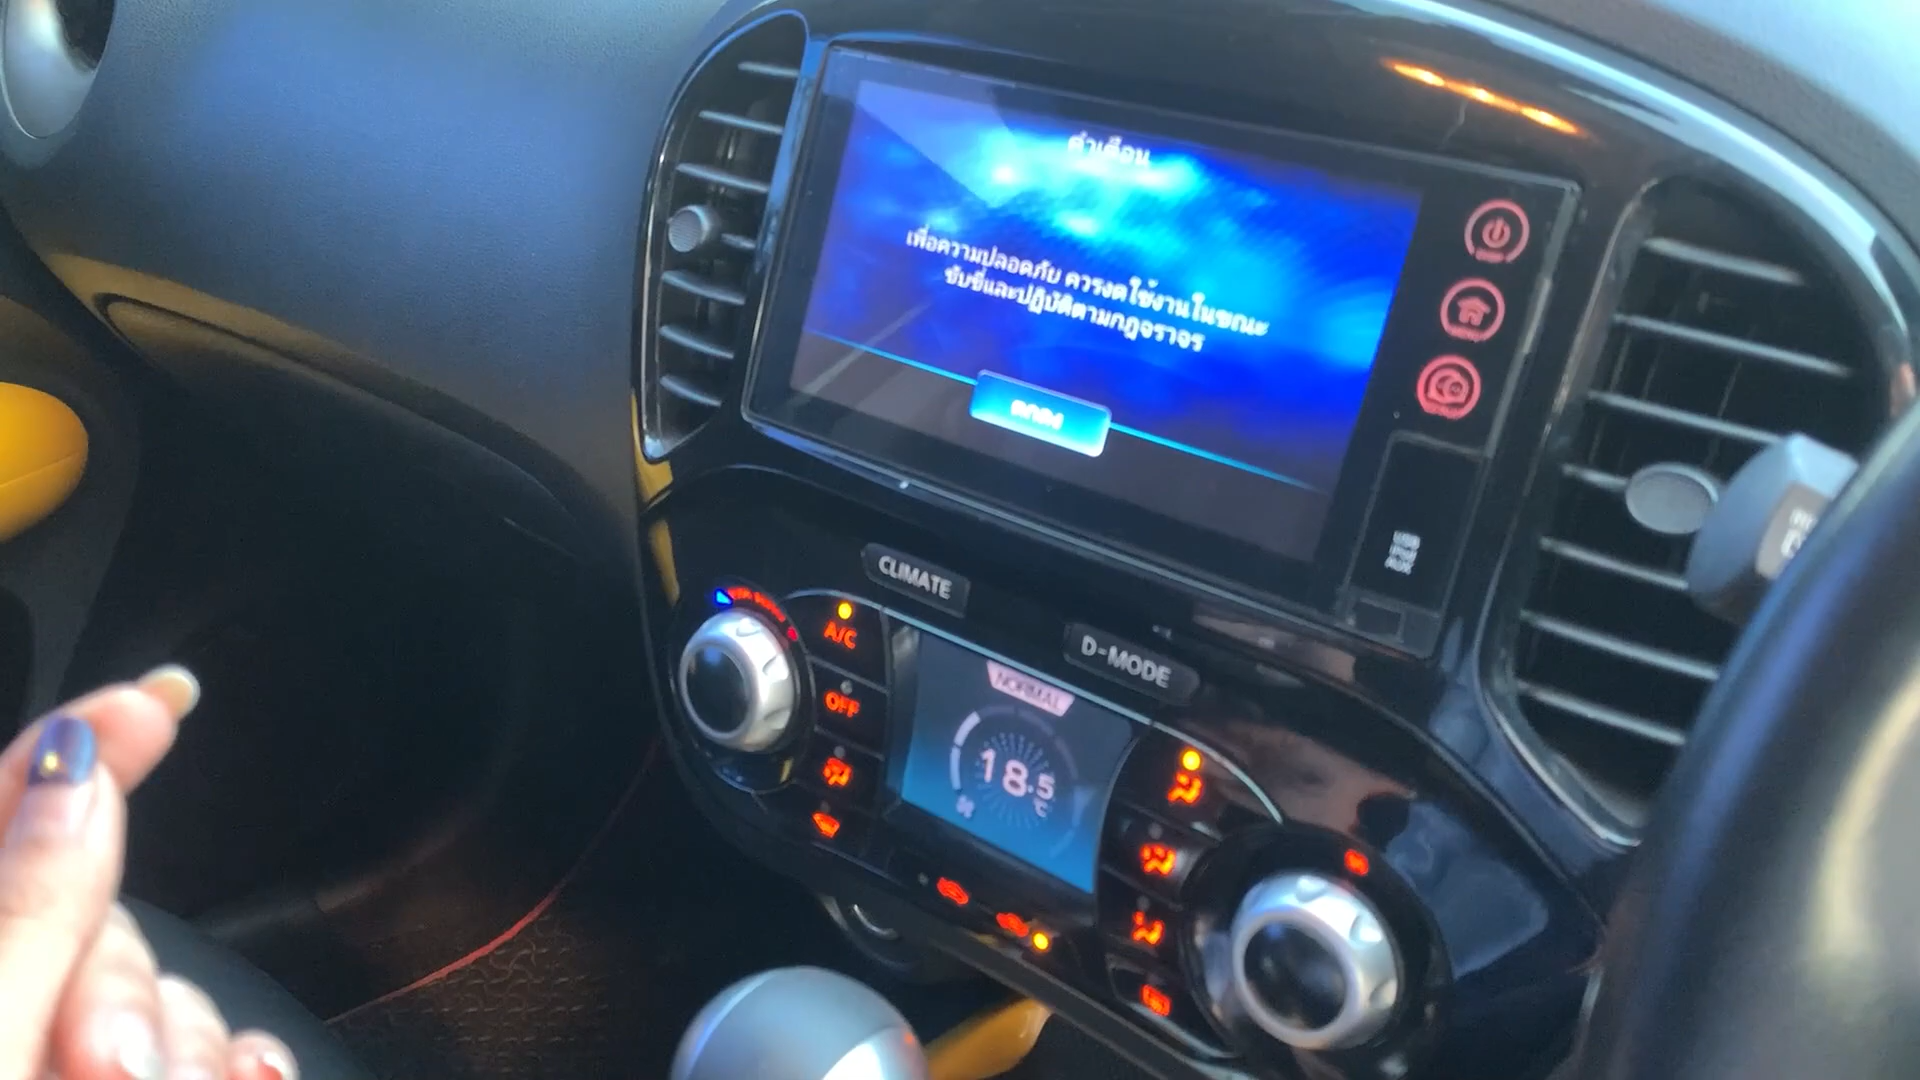 คำเตือน
เพื่อความปลอดภัย ควรงดใช้งานในขณะ
ขับขี่และปฏิบัติตามกฎจราจร
ตกลง
USB
iPod
AUX
CLIMATE
D-MODE
A/C
OFF
NORMAL
18.5
°C